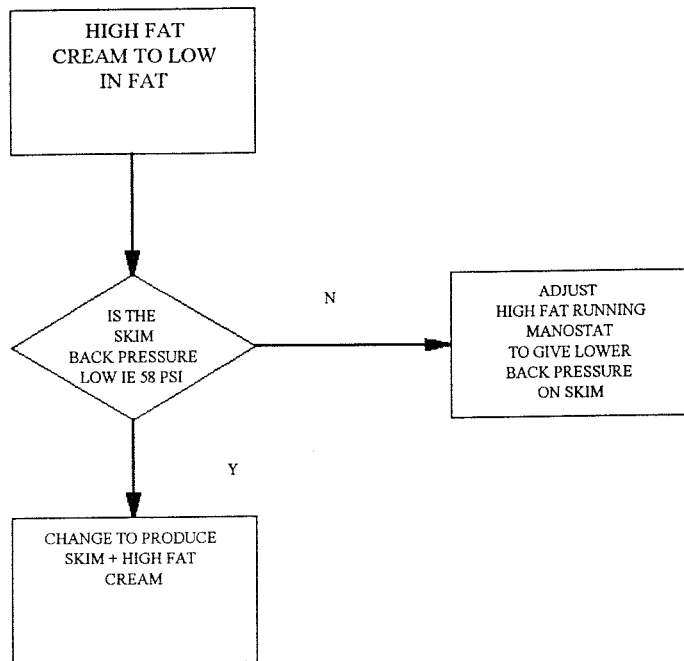 HIGH FAT
CREAM TO LOW
IN FAT
IS THE
SKIM
BACK PRESSURE
LOW IE 58 PSI
N
ADJUST
HIGH FAT RUNNING
MANOSTAT
TO GIVE LOWER
BACK PRESSURE
ON SKIM
Y
CHANGE TO PRODUCE
SKIM + HIGH FAT
CREAM